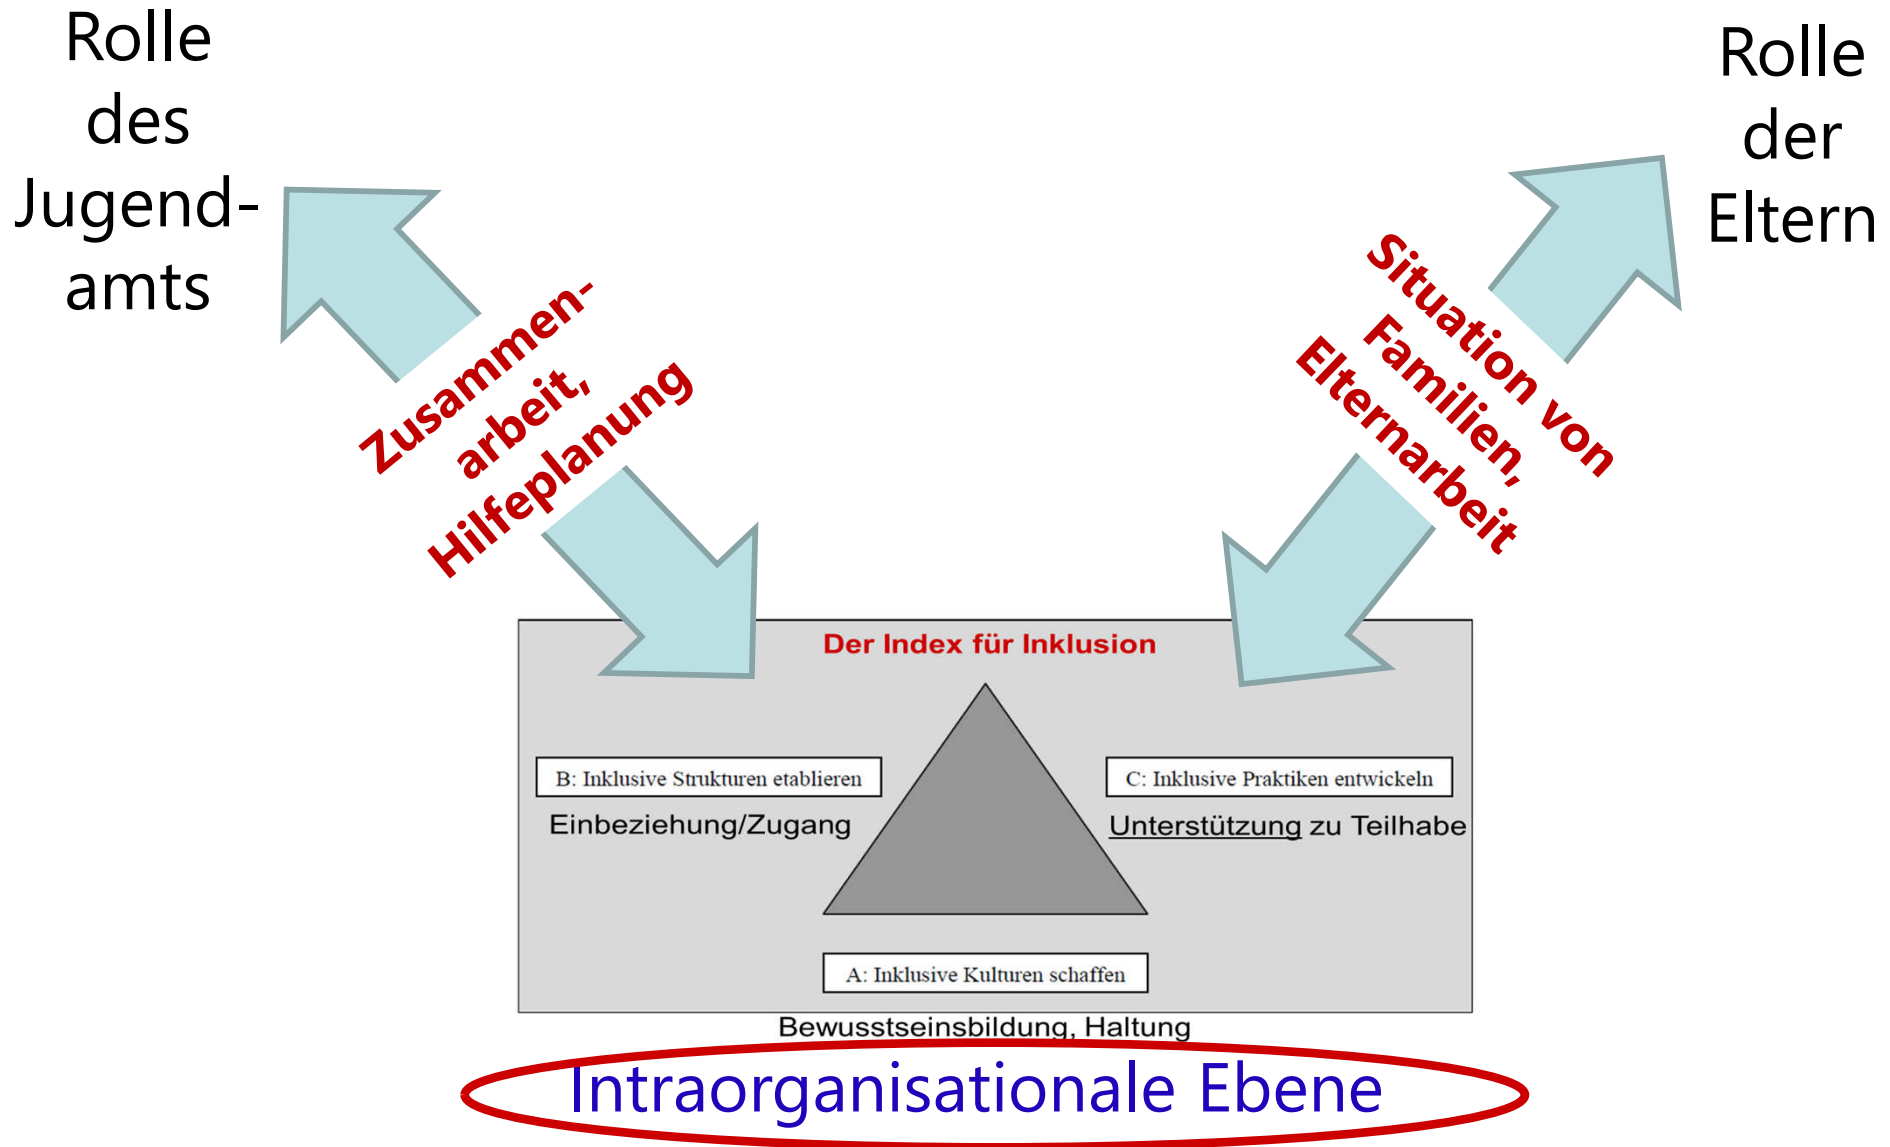 Rolle
des
Jugend-
amts
Rolle
der
Eltern
Zusammen-
arbeit,
Hilfeplanung
Situation von
Familien,
Elternarbeit
Der Index für Inklusion
B: Inklusive Strukturen etablieren
Einbeziehung/Zugang
C: Inklusive Praktiken entwickeln
Unterstützung zu Teilhabe
A: Inklusive Kulturen schaffen
Bewusstseinsbildung, Haltung
Intraorganisationale Ebene